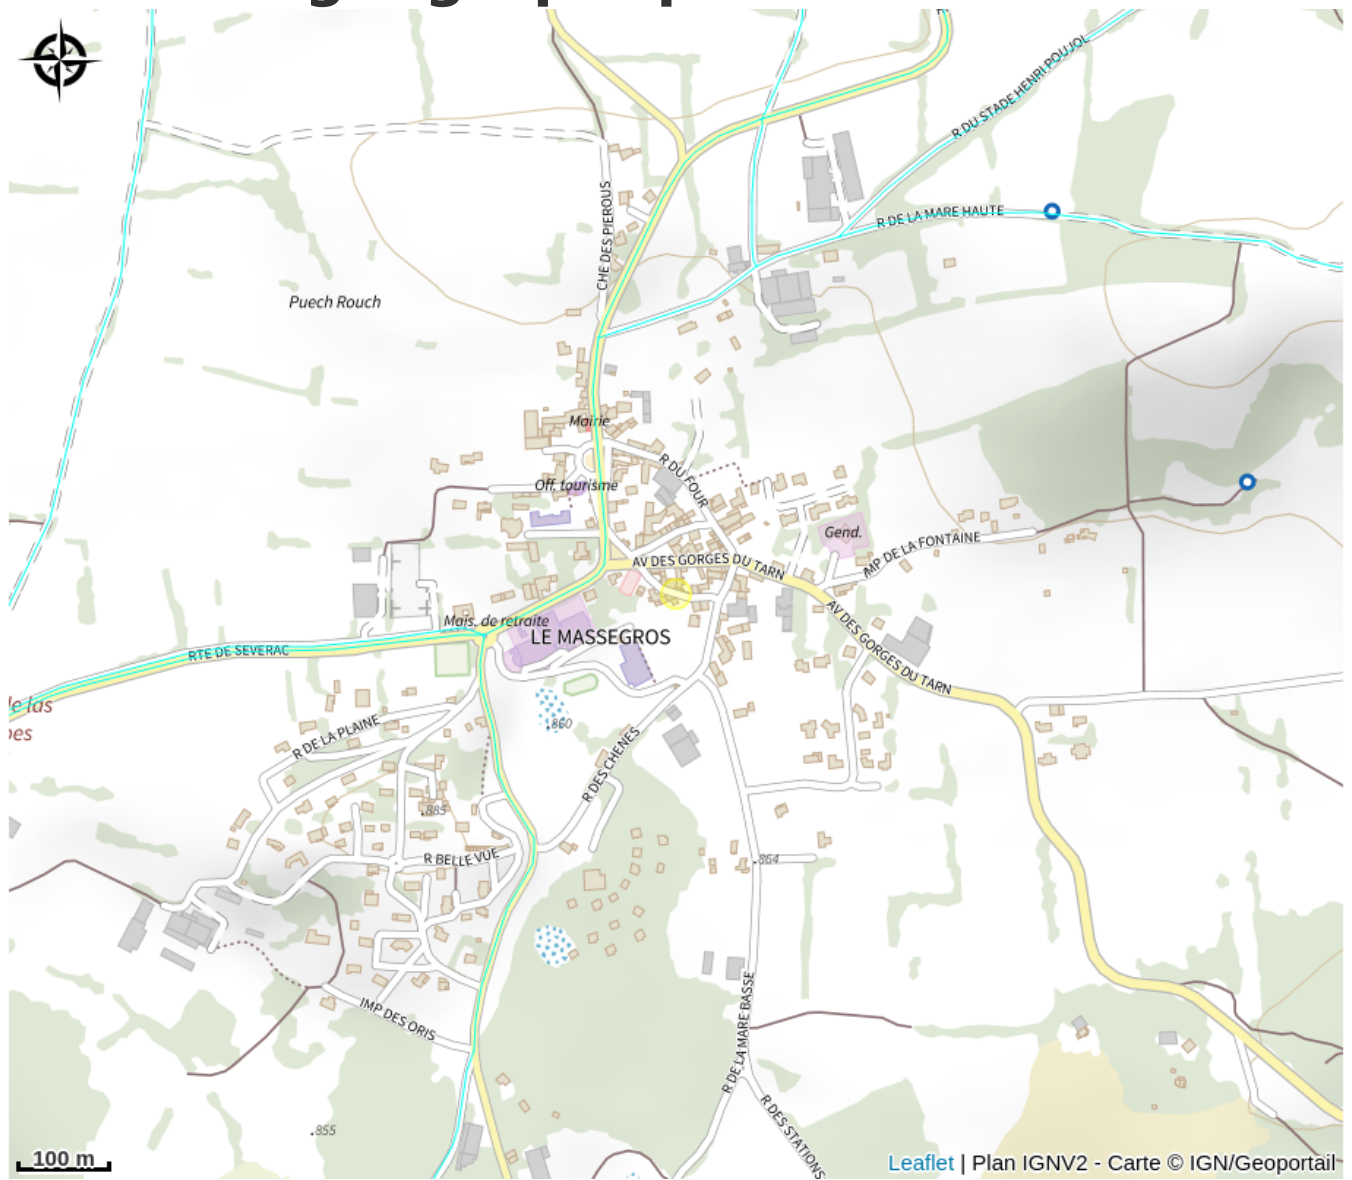 R DU STADE HENRI POUJOL
CHE DES PIEROUS
R DE LA MARE HAUTE
Puech Rouch
Mairie
R DU FOUR
Off. tourisme
Gend.
AV DES GORGES DU TARN
IMP DE LA FONTAINE
Mais. de retraite
LE MASSEGROS
AV DES GORGES DU TARN
RTE DE SEVERAC
le las
R DE LA PLAINE
.860
R DES CHENES
.885
R BELLE VUE
.864
IMP DES ORIS
R DE LA MARE BASSE
R DES STATIONS
.855
100 m
Leaflet | Plan IGNV2 - Carte © IGN/Geoportail